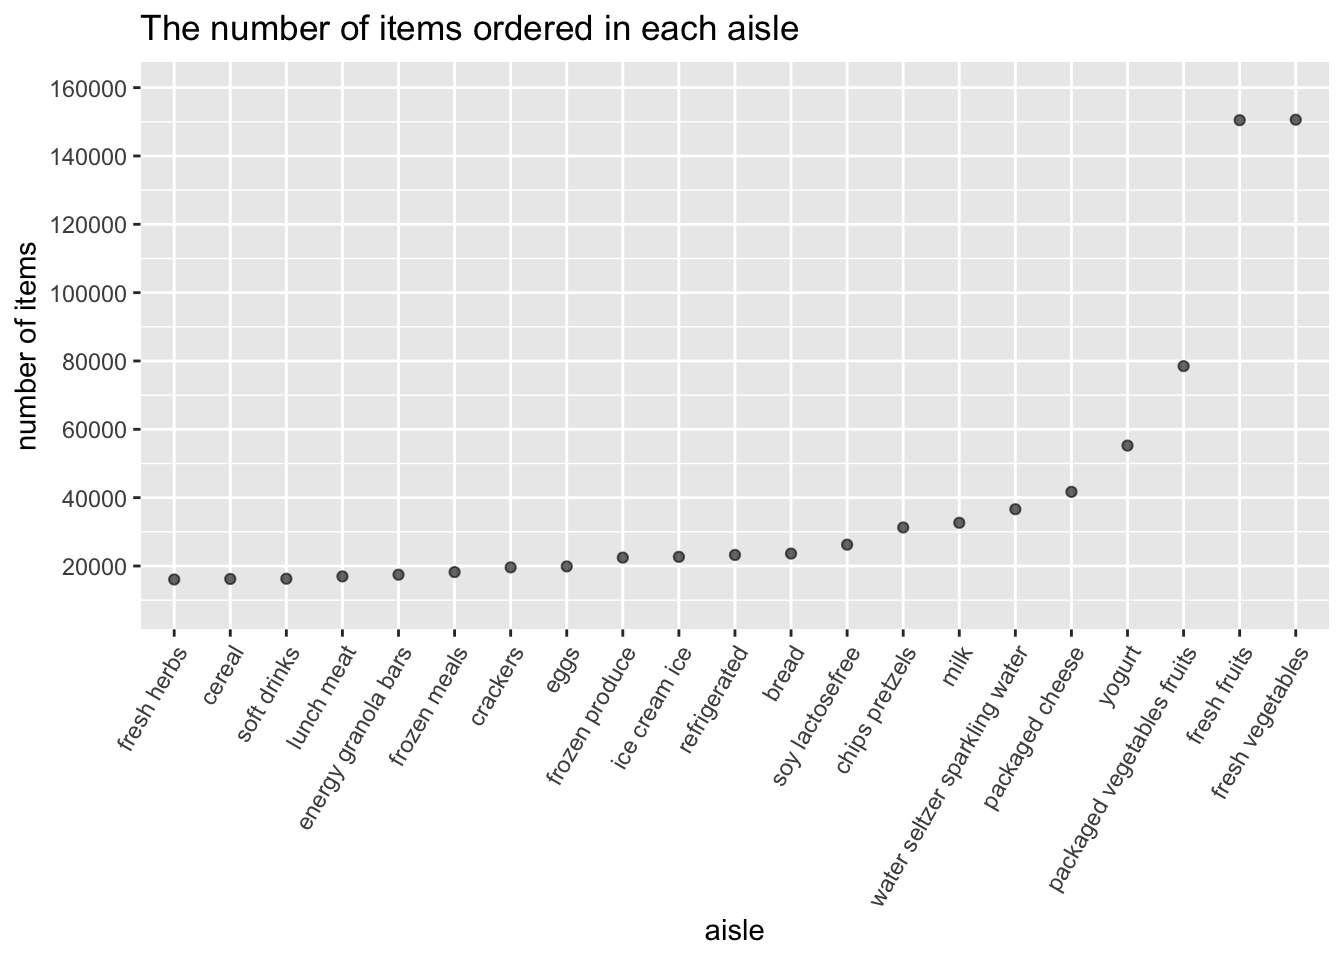 The number of items ordered in each aisle
number of items
160000
140000
120000
100000
80000
60000
40000
20000
fresh herbs
cereal
soft drinks
lunch meat
energy granola bars
frozen meals
crackers
eggs
frozen produce
ice cream ice
refrigerated
bread
soy lactosefree
chips pretzels
milk
water seltzer sparkling water
packaged cheese
yogurt
packaged vegetables fruits
fresh fruits
fresh vegetables
aisle